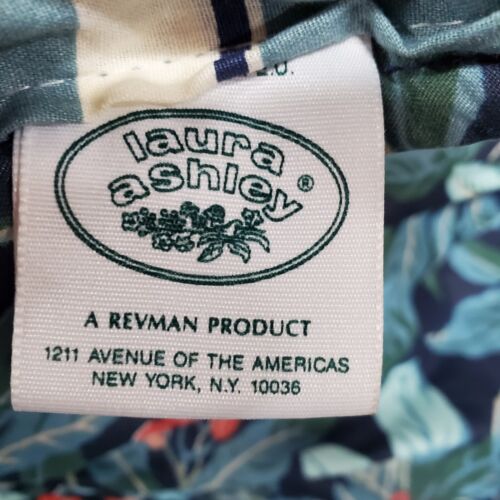 E.U.
laura
ashley ®
A REVMAN PRODUCT
1211 AVENUE OF THE AMERICAS
NEW YORK, N.Y. 10036